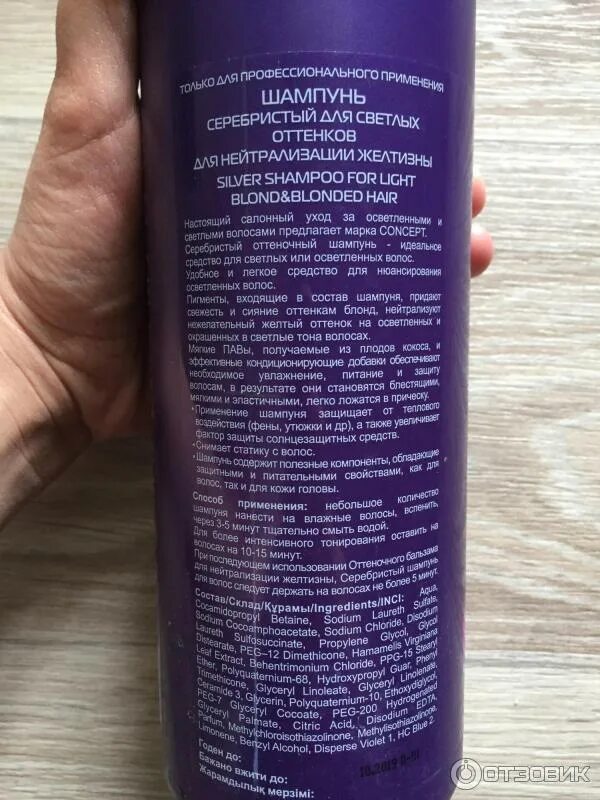 ТОЛЬКО ДЛЯ ПРОФЕССИОНАЛЬНОГО ПРИМЕНЕНИЯ
ШАМПУНЬ
СЕРЕБРИСТЫЙ ДЛЯ СВЕТЛЫХ
ОТТЕНКОВ
ДЛЯ НЕЙТРАЛИЗАЦИИ ЖЕЛТИЗНЫ
SILVER SHAMPOO FOR LIGHT
BLOND&BLONDED HAIR
Настоящий салонный уход за осветленными и
светлыми волосами предлагает марка CONCEPT.
Серебристый оттеночный шампунь - идеальное
средство для светлых или осветленных волос.
Удобное и легкое средство для нюансирования
осветленных волос.
Пигменты, входящие в состав шампуня, придают
свежесть и сияние оттенкам блонд, нейтрализуют
нежелательный желтый оттенок на осветленных и
окрашенных в светлые тона волосах.
Мягкие ПАВы, получаемые из плодов кокоса, и
эффективные кондиционирующие добавки обеспечивают
необходимое увлажнение, питание и защиту
волосам, в результате они становятся блестящими,
мягкими и эластичными, легко ложатся в прическу.
•Применение шампуня защищает от теплового
воздействия (фены, утюжки и др), а также увеличивает
фактор защиты солнцезащитных средств.
•Снимает статику с волос.
•Шампунь содержит полезные компоненты, обладающие
защитными и питательными свойствами, как для
волос, так и для кожи головы.
Способ применения: небольшое количество
шампуня нанести на влажные волосы, вспенить,
через 3-5 минут тщательно смыть водой.
Для более интенсивного тонирования оставить на
волосах на 10-15 минут.
При последующем использовании Оттеночного бальзама
для нейтрализации желтизны, Серебристый шампунь
для волос следует держать на волосах не более 5 минут.
Состав/Склад/Құрамы/Ingredients/INCI: Aqua,
Cocamidopropyl Betaine, Sodium Laureth Sulfate,
Sodium Cocoamphoacetate, Sodium Chloride, Disodium
Laureth Sulfosuccinate, Propylene Glycol, Glycol
Distearate, PEG–12 Dimethicone, Hamamelis Virginiana
Leaf Extract, Behentrimonium Chloride, PPG-15 Stearyl
Ether, Polyquaternium-68, Hydroxypropyl Guar, Phenyl
Trimethicone, Glyceryl Linoleate, Glyceryl Linolenate,
Ceramide 3, Glycerin, Polyquaternium-10, Ethoxydiglycol,
PEG-7 Glyceryl Cocoate, PEG-200 Hydrogenated
Glyceryl Palmate, Citric Acid, Disodium EDTA,
Parfum, Methylchloroisothiazolinone, Methylisothiazolinone,
Limonene, Benzyl Alcohol, Disperse Violet 1, HC Blue 2.
Годен до:
Бажано вжити до:
Жарамдылық мерзімі:
10.2019
ОТЗОВИК